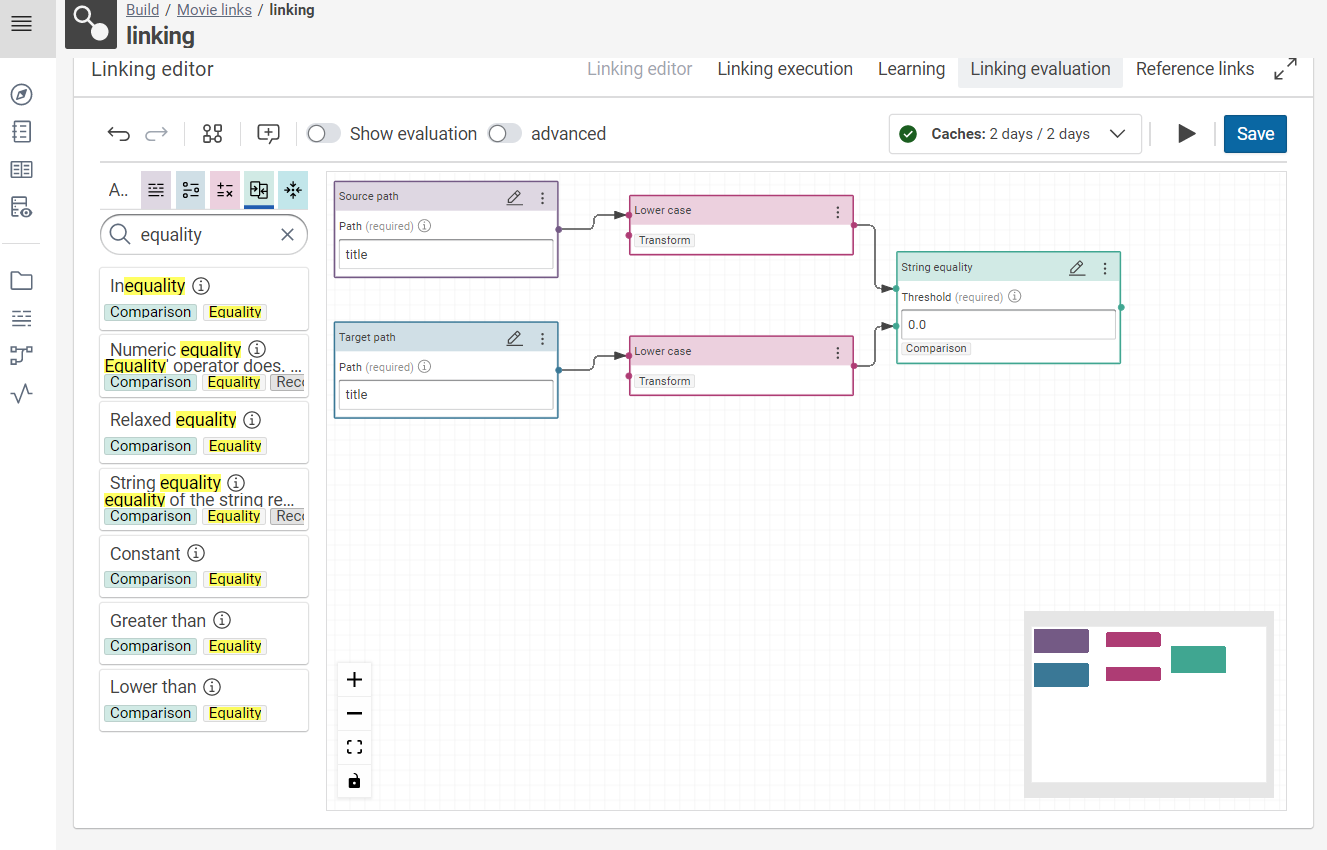 Build / Movie links / linking
linking
Linking editor
Linking editor Linking execution Learning Linking evaluation Reference links
Show evaluation advanced
Caches: 2 days / 2 days
Save
A..
equality
Inequality
Comparison Equality
Numeric equality
Equality' operator does. ...
Comparison Equality Recc
Relaxed equality
Comparison Equality
String equality
equality of the string re...
Comparison Equality Recc
Constant
Comparison Equality
Greater than
Comparison Equality
Lower than
Comparison Equality
Source path
Path (required)
title
Target path
Path (required)
title
Lower case
Transform
Lower case
Transform
String equality
Threshold (required)
0.0
Comparison